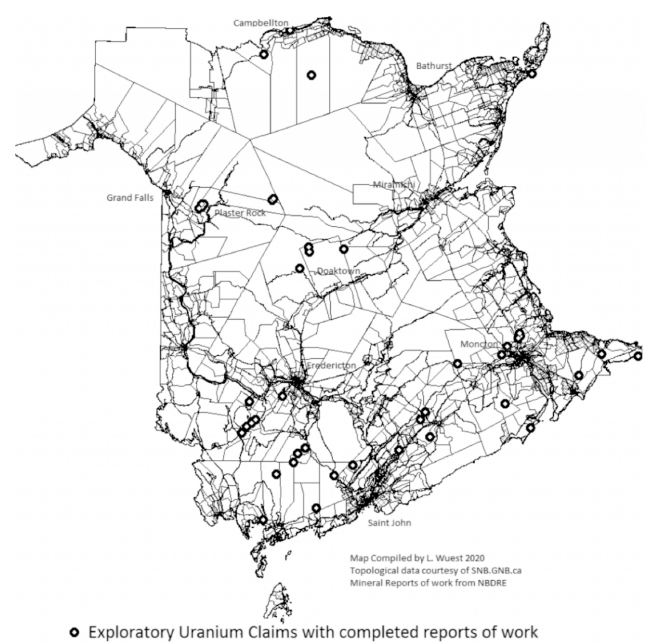 Campbellton
Bathurst
Miramichi
Grand Falls
Plaster Rock
Doaktown
Moncton
Fredericton
Saint John
Map Compiled by L. Wuest 2020
Topological data courtesy of SNB.GNB.ca
Mineral Reports of work from NBDRE
Exploratory Uranium Claims with completed reports of work